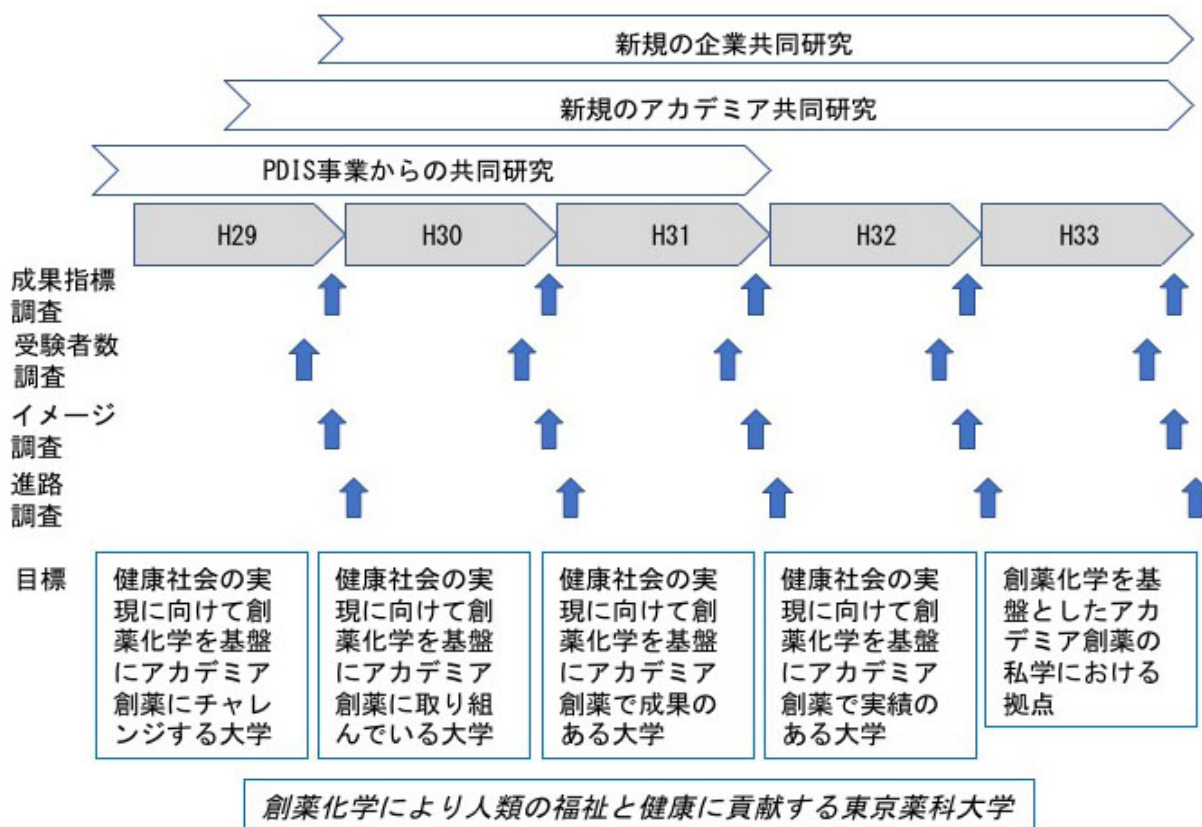 新規の企業共同研究
新規のアカデミア共同研究
PDIS事業からの共同研究
H29
H30
H31
H32
H33
成果指標
調査
受験者数
調査
イメージ
調査
進路
調査
目標
健康社会の実
現に向けて創
薬化学を基盤
にアカデミア
創薬にチャレ
ンジする大学
健康社会の実
現に向けて創
薬化学を基盤
にアカデミア
創薬に取り組
んでいる大学
健康社会の実
現に向けて創
薬化学を基盤
にアカデミア
創薬で成果の
ある大学
健康社会の実
現に向けて創
薬化学を基盤
にアカデミア
創薬で実績の
ある大学
創薬化学を基
盤としたアカ
デミア創薬の
私学における
拠点
創薬化学により人類の福祉と健康に貢献する東京薬科大学